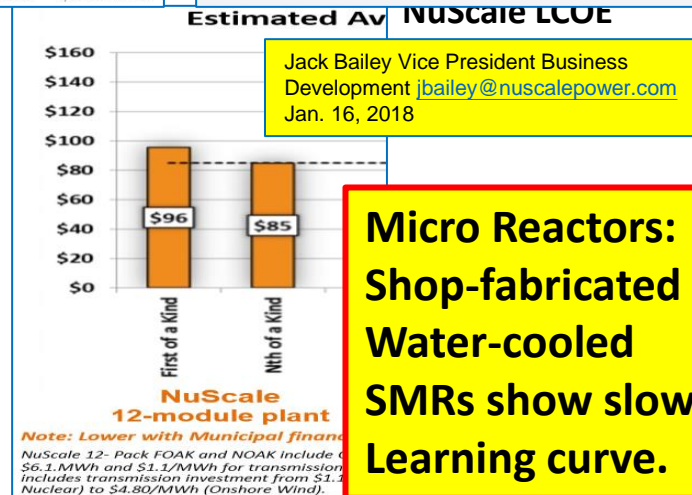 Estimated Av
NuScale LCOE
Jack Bailey Vice President Business
Development jbailey@nuscalepower.com
Jan. 16, 2018
$160
$140
$120
$100
$80
$60
$40
$20
$0
$96
$85
First of a Kind
Nth of a Kind
NuScale
12-module plant
Note: Lower with Municipal financ
NuScale 12- Pack FOAK and NOAK include
$6.1.MWh and $1.1/MWh for transmission
includes transmission investment from $1.1
Nuclear) to $4.80/MWh (Onshore Wind).
Micro Reactors:
Shop-fabricated
Water-cooled
SMRs show slow
Learning curve.